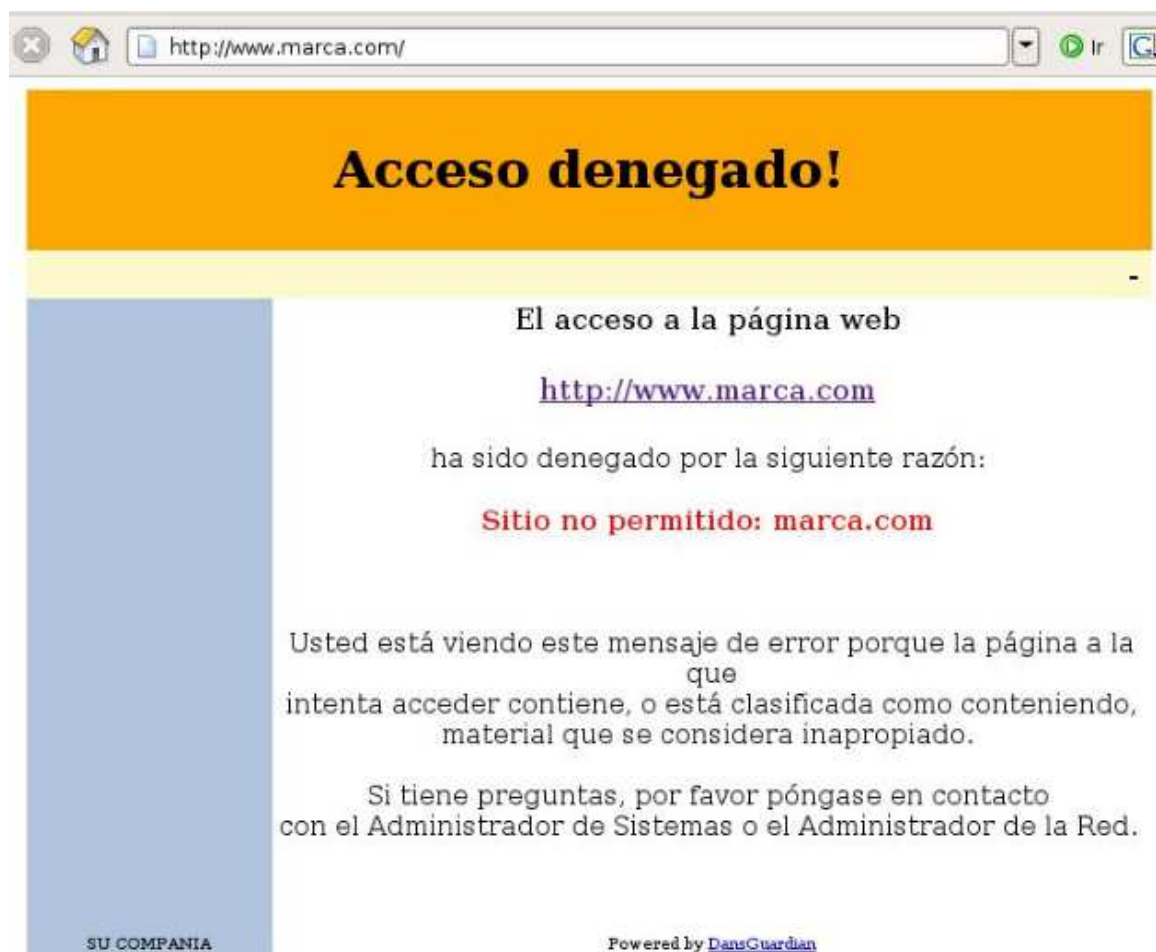 http://www.marca.com/
Ir
Acceso denegado!
-
El acceso a la página web
http://www.marca.com
ha sido denegado por la siguiente razón:
Sitio no permitido: marca.com
Usted está viendo este mensaje de error porque la página a la
que
intenta acceder contiene, o está clasificada como conteniendo,
material que se considera inapropiado.
Si tiene preguntas, por favor póngase en contacto
con el Administrador de Sistemas o el Administrador de la Red.
SU COMPANIA
Powered by DansGuardian